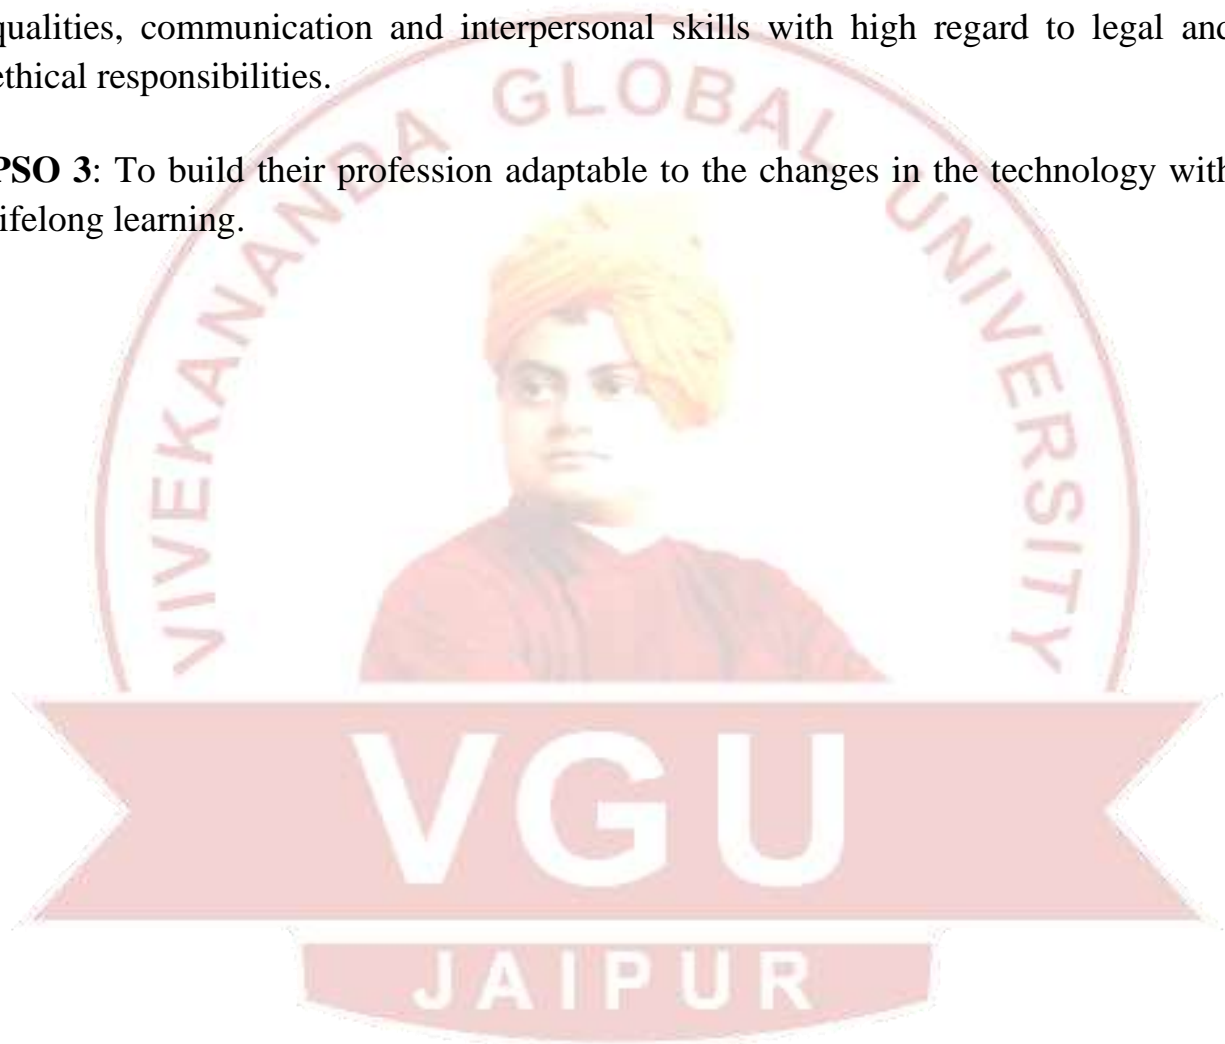 qualities, communication and interpersonal skills with high regard to legal and
ethical responsibilities.
PSO 3: To build their profession adaptable to the changes in the technology with
lifelong learning.
VIVEKANANDA GLOBAL UNIVERSITY
VGU
JAIPUR